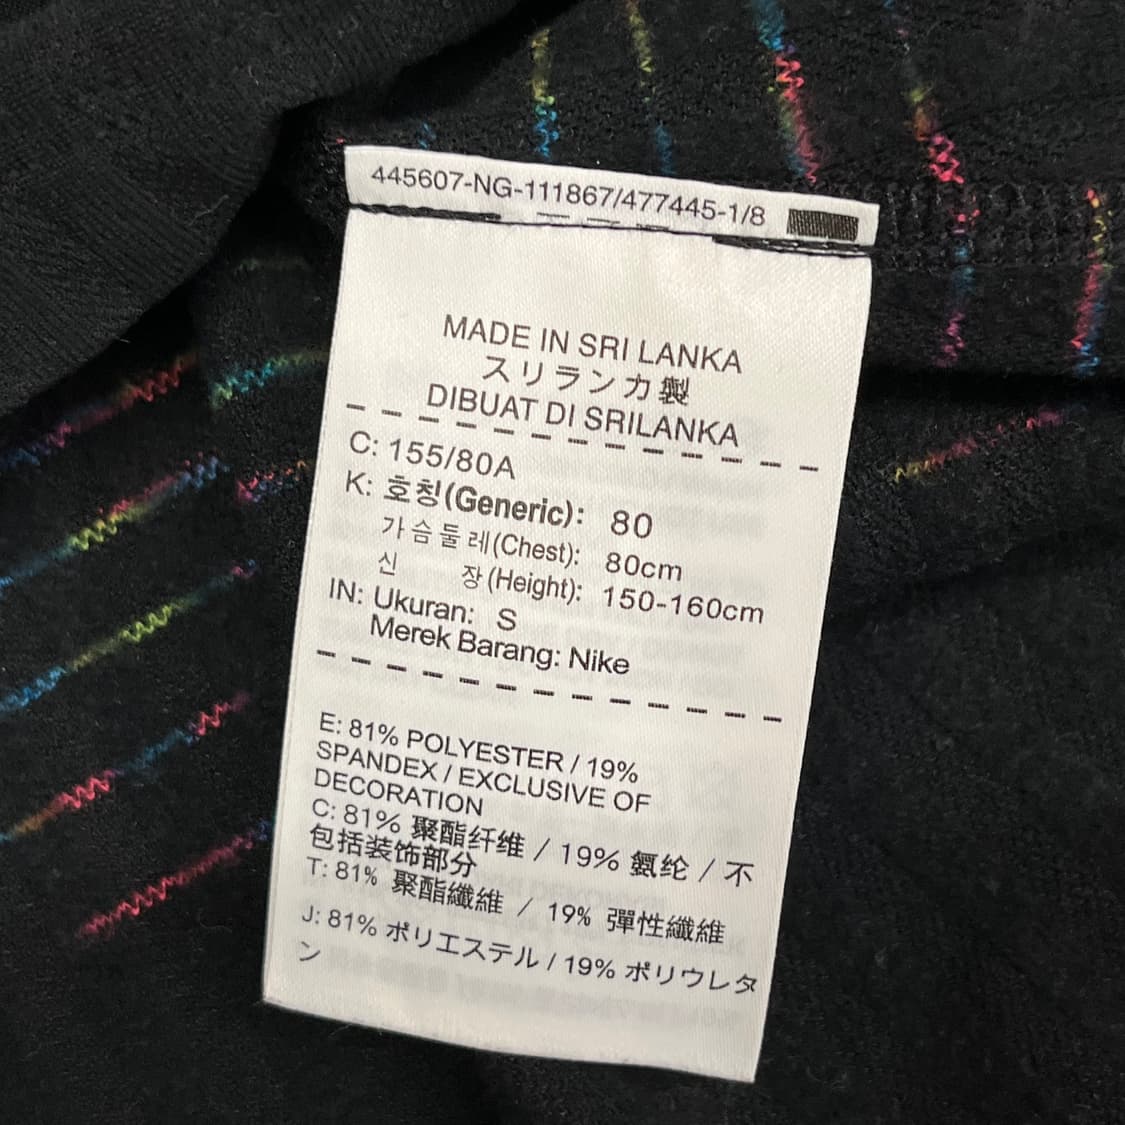 445607-NG-111867/477445-1/8
MADE IN SRI LANKA
スリランカ製
DIBUAT DI SRILANKA
C: 155/80A
K: 호칭(Generic): 80
가슴둘레(Chest): 80cm
신 장(Height): 150-160cm
IN: Ukuran: S
Merek Barang: Nike
E: 81% POLYESTER / 19%
SPANDEX / EXCLUSIVE OF
DECORATION
C: 81% 聚酯纤维 / 19% 氨纶 / 不
包括装饰部分
T: 81% 聚酯纖維 / 19% 彈性纖維
J: 81% ポリエステル / 19% ポリウレタ
ン